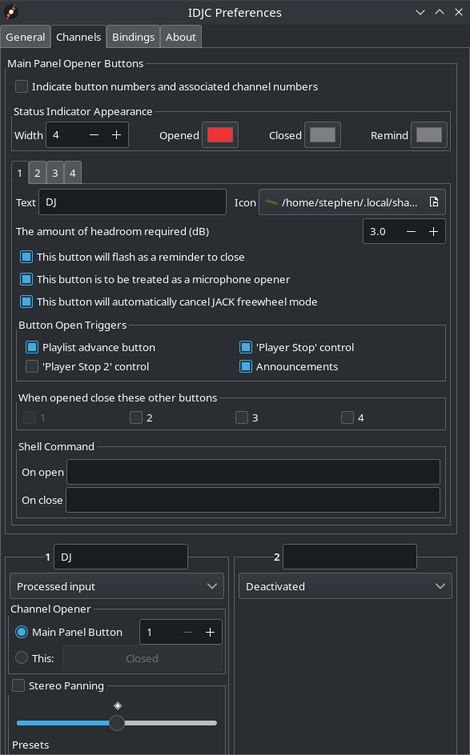 IDJC Preferences
General Channels Bindings About
Main Panel Opener Buttons
Indicate button numbers and associated channel numbers
Status Indicator Appearance
Width 4 Opened Closed Remind
1 2 3 4
Text DJ Icon /home/stephen/.local/sha...
The amount of headroom required (dB) 3.0
This button will flash as a reminder to close
This button is to be treated as a microphone opener
This button will automatically cancel JACK freewheel mode
Button Open Triggers
Playlist advance button 'Player Stop' control
'Player Stop 2' control Announcements
When opened close these other buttons
1 2 3 4
Shell Command
On open
On close
1 DJ 2
Processed input Deactivated
Channel Opener
Main Panel Button 1
This: Closed
Stereo Panning
Presets